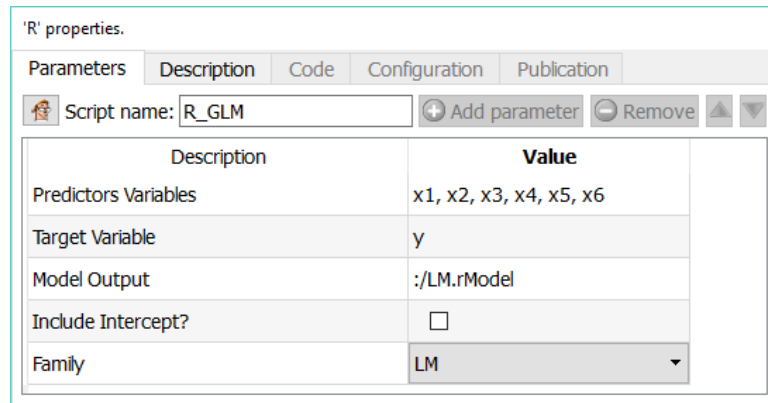 'R' properties.
Parameters Description Code Configuration Publication
Script name: R_GLM Add parameter Remove
Description Value
Predictors Variables x1, x2, x3, x4, x5, x6
Target Variable y
Model Output :/LM.rModel
Include Intercept?
Family LM